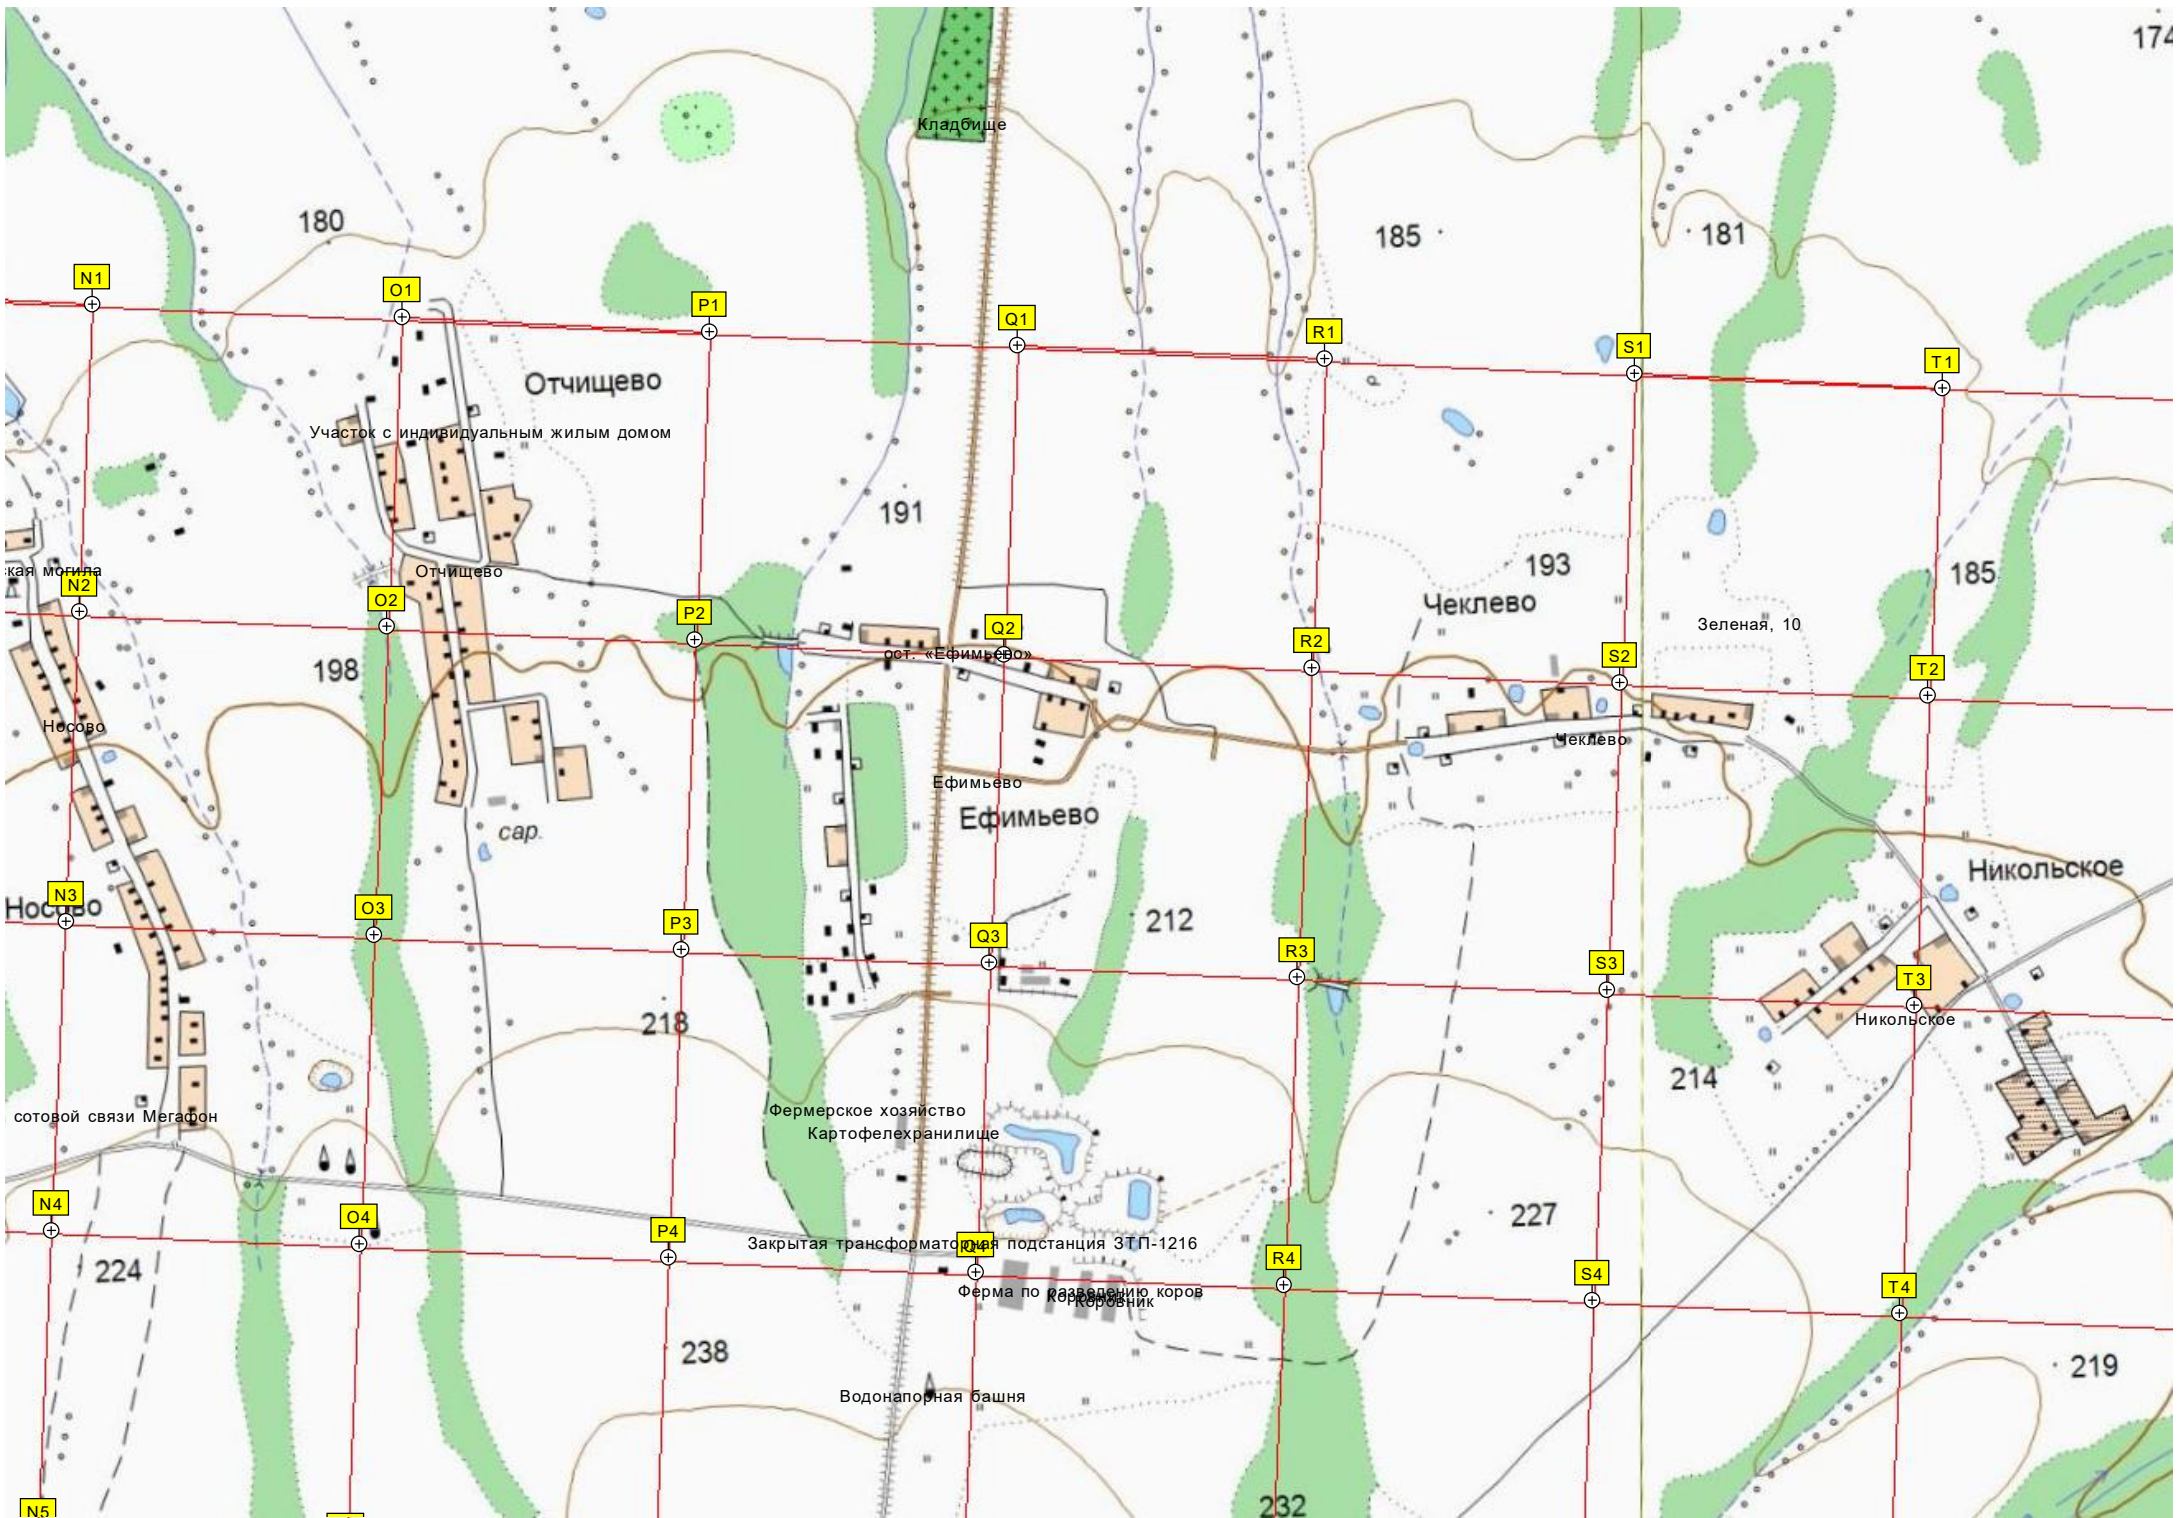 174
Кладбище
180
185
181
N1
O1
P1
Q1
R1
S1
T1
Отчищево
Участок с индивидуальным жилым домом
191
ская могила
N2
Отчищево
O2
P2
Q2
ост. «Ефимьево»
R2
193
Чеклево
185
Зеленая, 10
S2
T2
198
Носово
Чеклево
Ефимьево
Ефимьево
сар.
Никольское
N3
Носово
O3
P3
Q3
212
R3
S3
T3
Никольское
218
214
сотовой связи Мегафон
Фермерское хозяйство
Картофелехранилище
N4
O4
P4
Закрытая трансформаторная подстанция ЗТП-1216
Q4
R4
227
S4
T4
224
Ферма по разведению коров
Коровник
Коровник
238
219
Водонапорная башня
232
N5